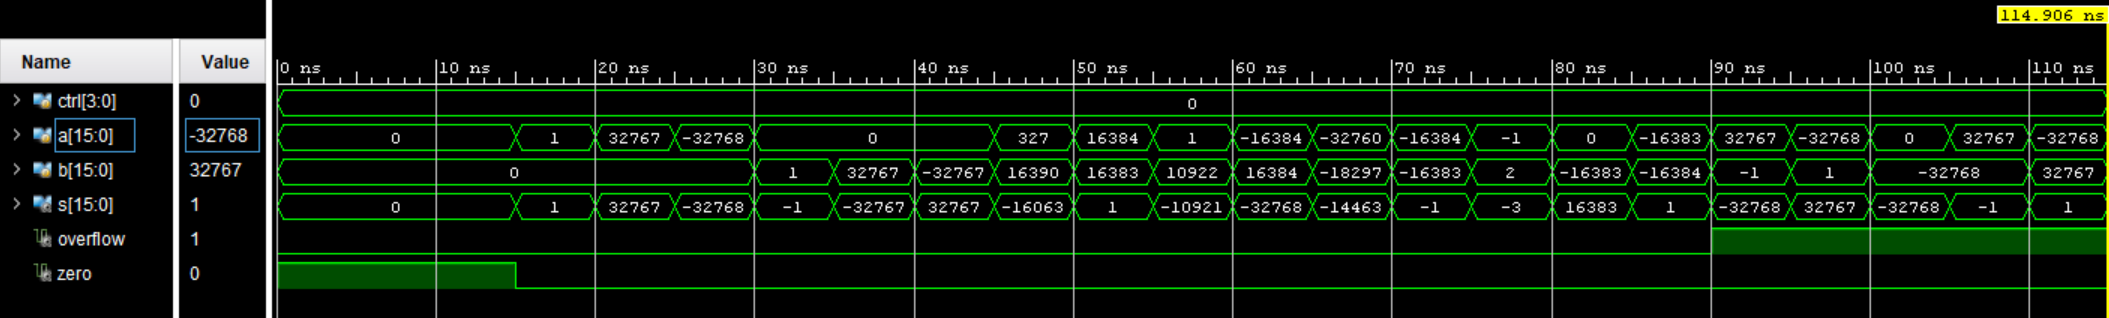 114.906 ns
Name Value
0 ns 10 ns 20 ns 30 ns 40 ns 50 ns 60 ns 70 ns 80 ns 90 ns 100 ns 110 ns
ctrl[3:0] 0 0
a[15:0] -32768 0 1 32767 -32768 0 327 16384 1 -16384 -32760 -16384 -1 0 -16383 32767 -32768 0 32767 -32768
b[15:0] 32767 0 1 32767 -32767 16390 16383 10922 16384 -18297 -16383 2 -16383 -16384 -1 1 -32768 32767
s[15:0] 1 0 1 32767 -32768 -1 -32767 32767 -16063 1 -10921 -32768 -14463 -1 -3 16383 1 -32768 32767 -32768 -1 1
overflow 1
zero 0